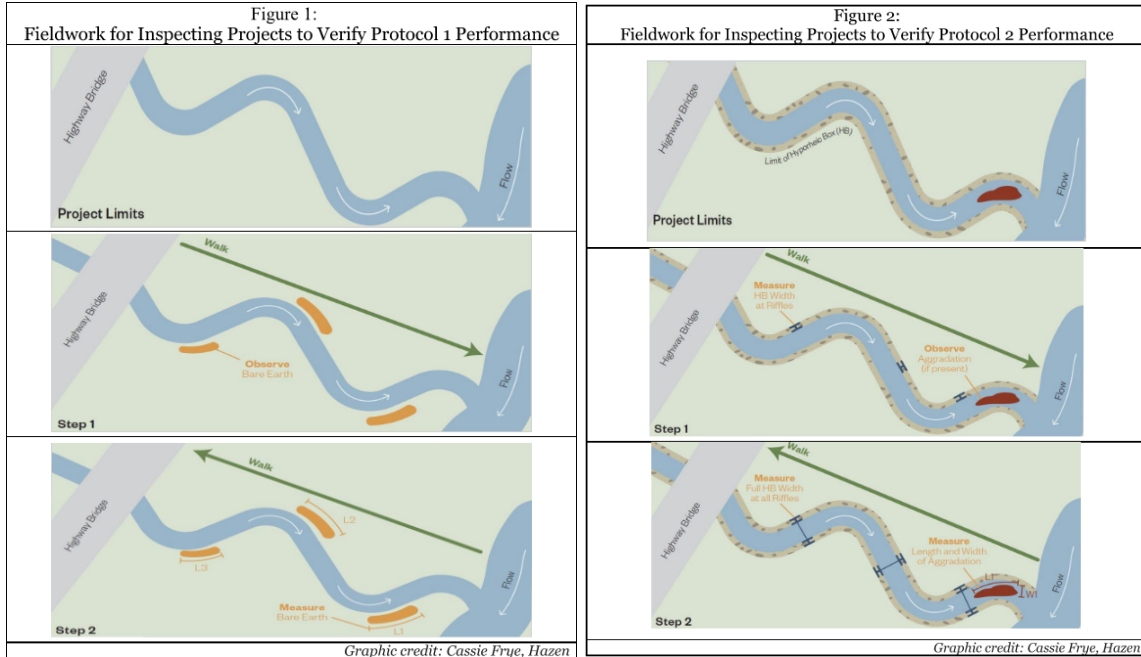 Figure 1:
Fieldwork for Inspecting Projects to Verify Protocol 1 Performance
Highway Bridge
Flow
Project Limits
Walk
Highway Bridge
Observe
Bare Earth
Flow
Step 1
Walk
Highway Bridge
L2
L3
Measure
Bare Earth
L1
Flow
Step 2
Graphic credit: Cassie Frye, Hazen
Figure 2:
Fieldwork for Inspecting Projects to Verify Protocol 2 Performance
Highway Bridge
Limit of Hyporheic Box (HB)
Flow
Project Limits
Walk
Highway Bridge
Measure
HB Width
at Riffles
Observe
Aggradation
(if present)
Flow
Step 1
Walk
Highway Bridge
Measure
Full HB Width
at all Riffles
Measure
Length and Width
of Aggradation
Flow
Step 2
Graphic credit: Cassie Frye, Hazen